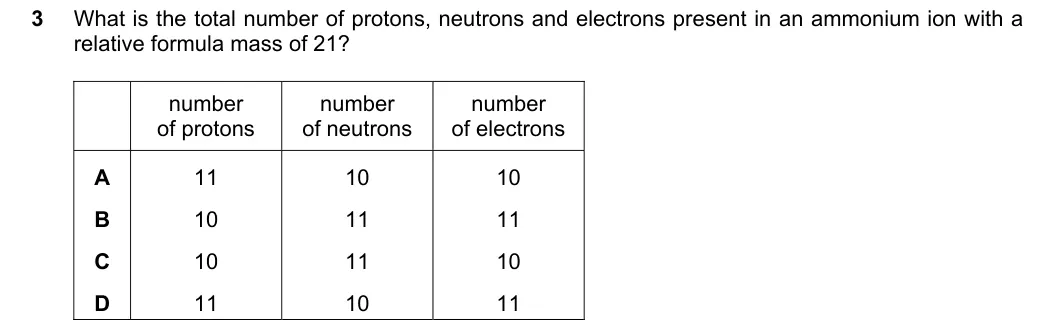 3 What is the total number of protons, neutrons and electrons present in an ammonium ion with a
relative formula mass of 21?
number of protons number of neutrons number of electrons
A 11 10 10
B 10 11 11
C 10 11 10
D 11 10 11